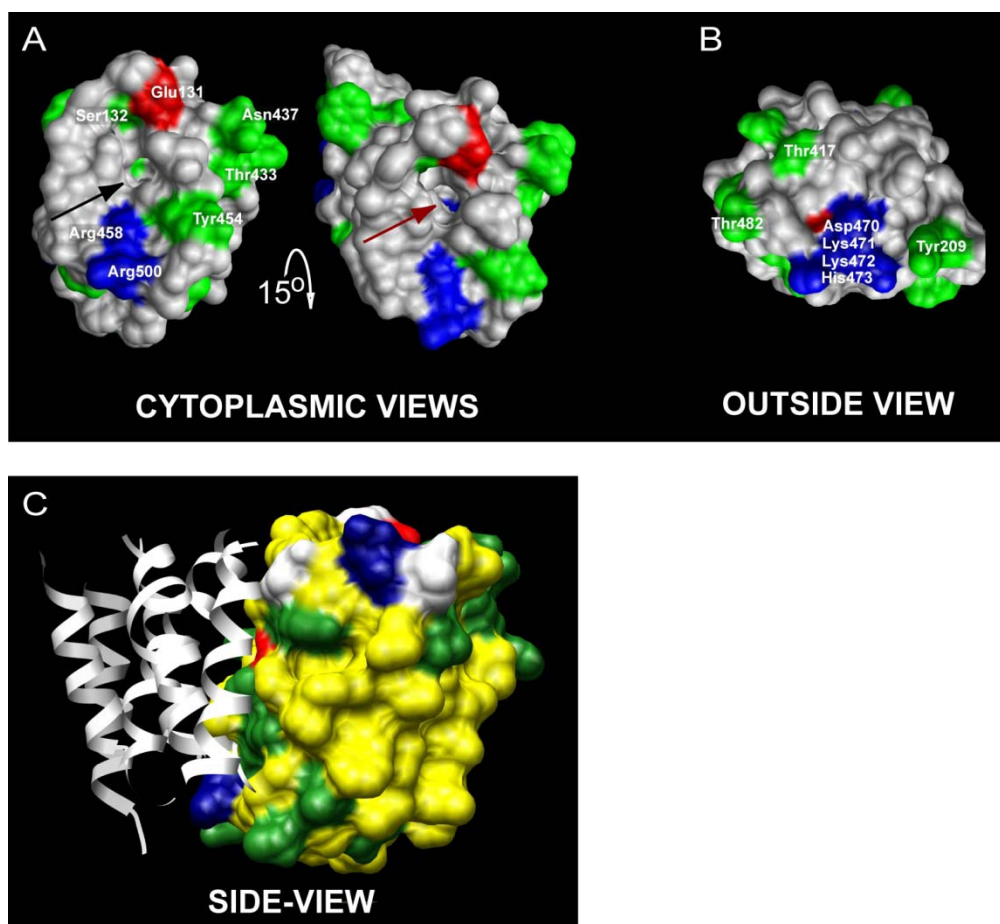 A
Glu131
Ser132
Asn437
Thr433
Tyr454
Arg458
Arg500
15o
CYTOPLASMIC VIEWS
B
Thr417
Thr482
Asp470
Lys471
Tyr209
Lys472
His473
OUTSIDE VIEW
C
SIDE-VIEW